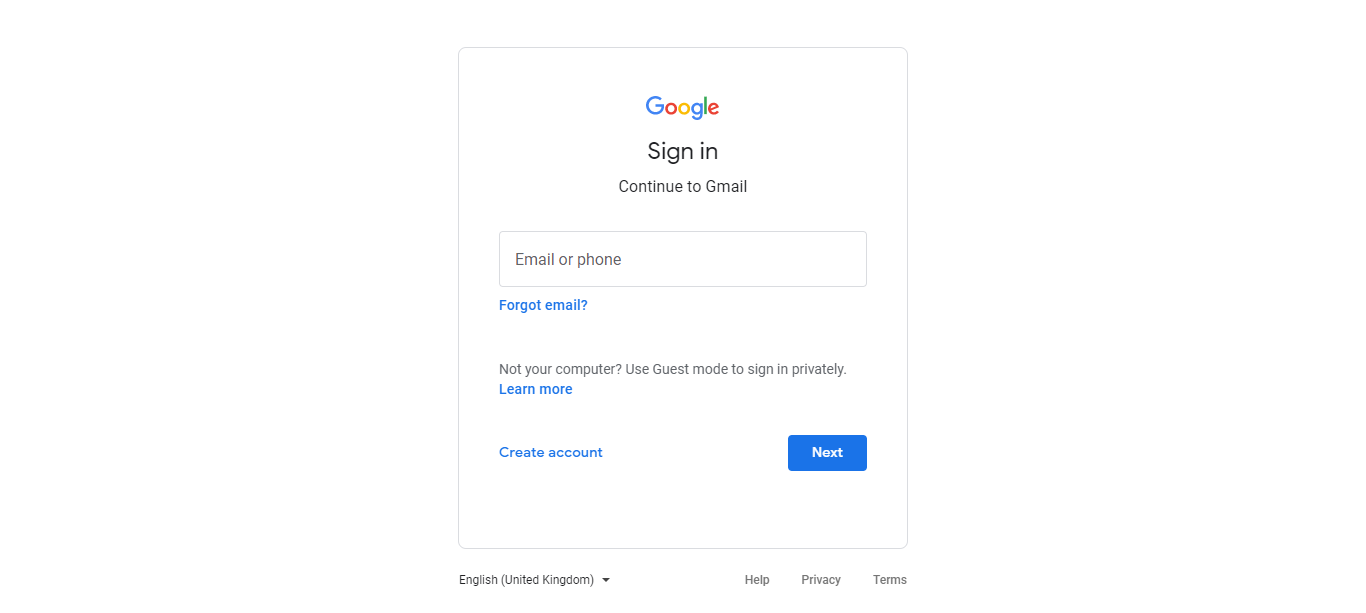 Google
Sign in
Continue to Gmail
Email or phone
Forgot email?
Not your computer? Use Guest mode to sign in privately.
Learn more
Create account
Next
English (United Kingdom)
Help
Privacy
Terms